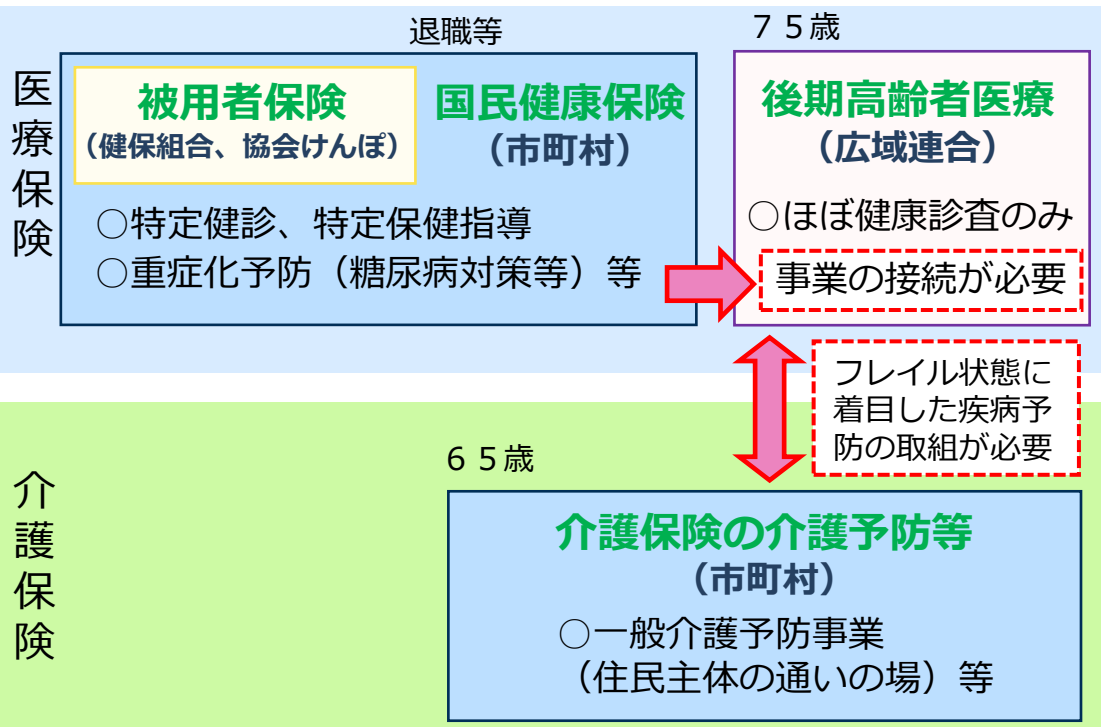 退職等
７５歳
医療保険
被用者保険
（健保組合、協会けんぽ）
国民健康保険
（市町村）
○特定健診、特定保健指導
○重症化予防（糖尿病対策等）等
後期高齢者医療
（広域連合）
○ほぼ健康診査のみ
事業の接続が必要
フレイル状態に
着目した疾病予
防の取組が必要
介護保険
６５歳
介護保険の介護予防等
（市町村）
○一般介護予防事業
（住民主体の通いの場）等